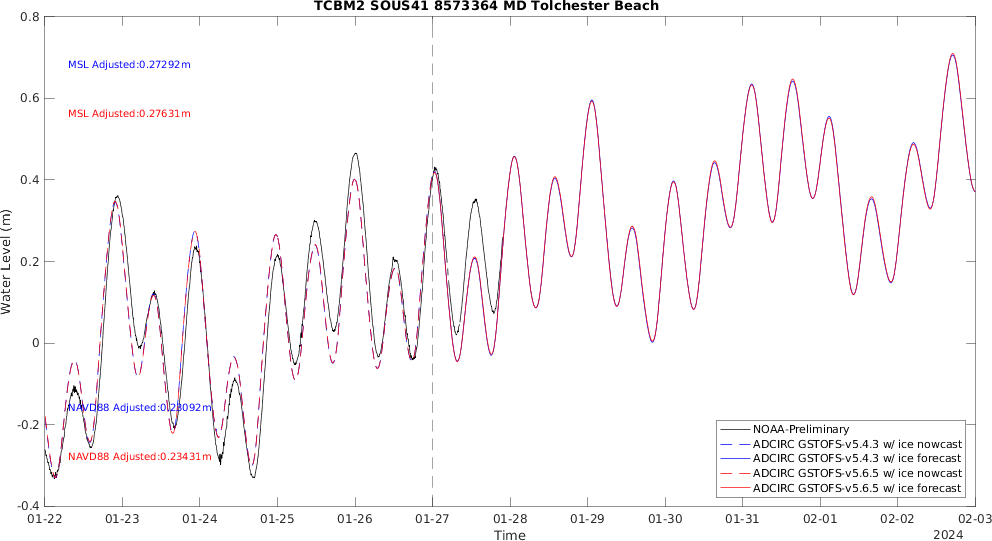 TCBM2 SOUS41 8573364 MD Tolchester Beach
0.8
0.6
0.4
0.2
0
-0.2
-0.4
Water Level (m)
MSL Adjusted:0.27292m
MSL Adjusted:0.27631m
NAVD88 Adjusted:0.23092m
NAVD88 Adjusted:0.23431m
NOAA-Preliminary
ADCIRC GSTOFS-v5.4.3 w/ ice nowcast
ADCIRC GSTOFS-v5.4.3 w/ ice forecast
ADCIRC GSTOFS-v5.6.5 w/ ice nowcast
ADCIRC GSTOFS-v5.6.5 w/ ice forecast
01-22 01-23 01-24 01-25 01-26 01-27 01-28 01-29 01-30 01-31 02-01 02-02 02-03
Time
2024